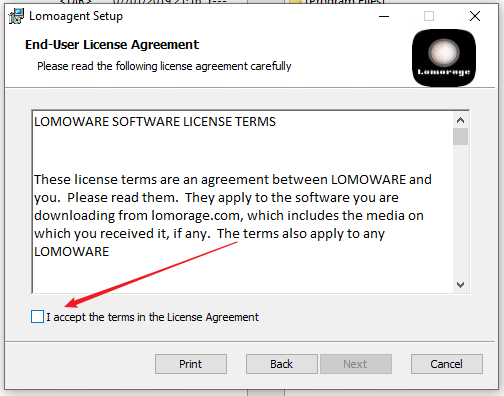 Lomoagent Setup
End-User License Agreement
Please read the following license agreement carefully
Lomorage
LOMOWARE SOFTWARE LICENSE TERMS
These license terms are an agreement between LOMOWARE and
you.  Please read them.  They apply to the software you are
downloading from lomorage.com, which includes the media on
which you received it, if any.  The terms also apply to any
LOMOWARE
I accept the terms in the License Agreement
Print
Back
Next
Cancel